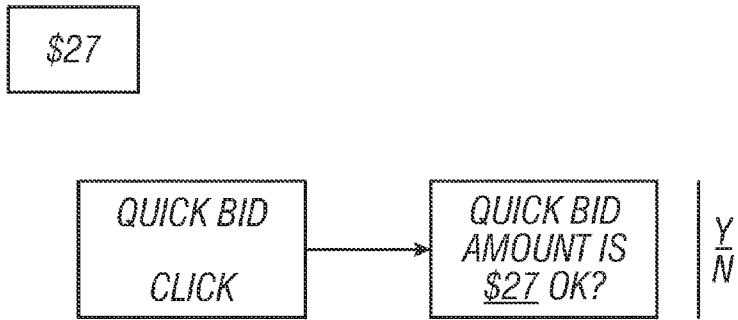 $27
QUICK BID
CLICK
QUICK BID
AMOUNT IS
$27 OK?
Y
N